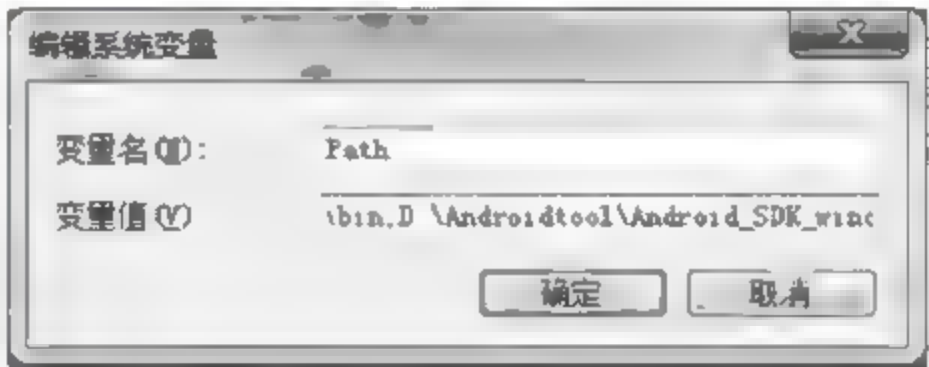 编辑系统变量
变量名(N):
Path
变量值(V)
\bin,D \Androidtool\Android_SDK_winc
确定
取消